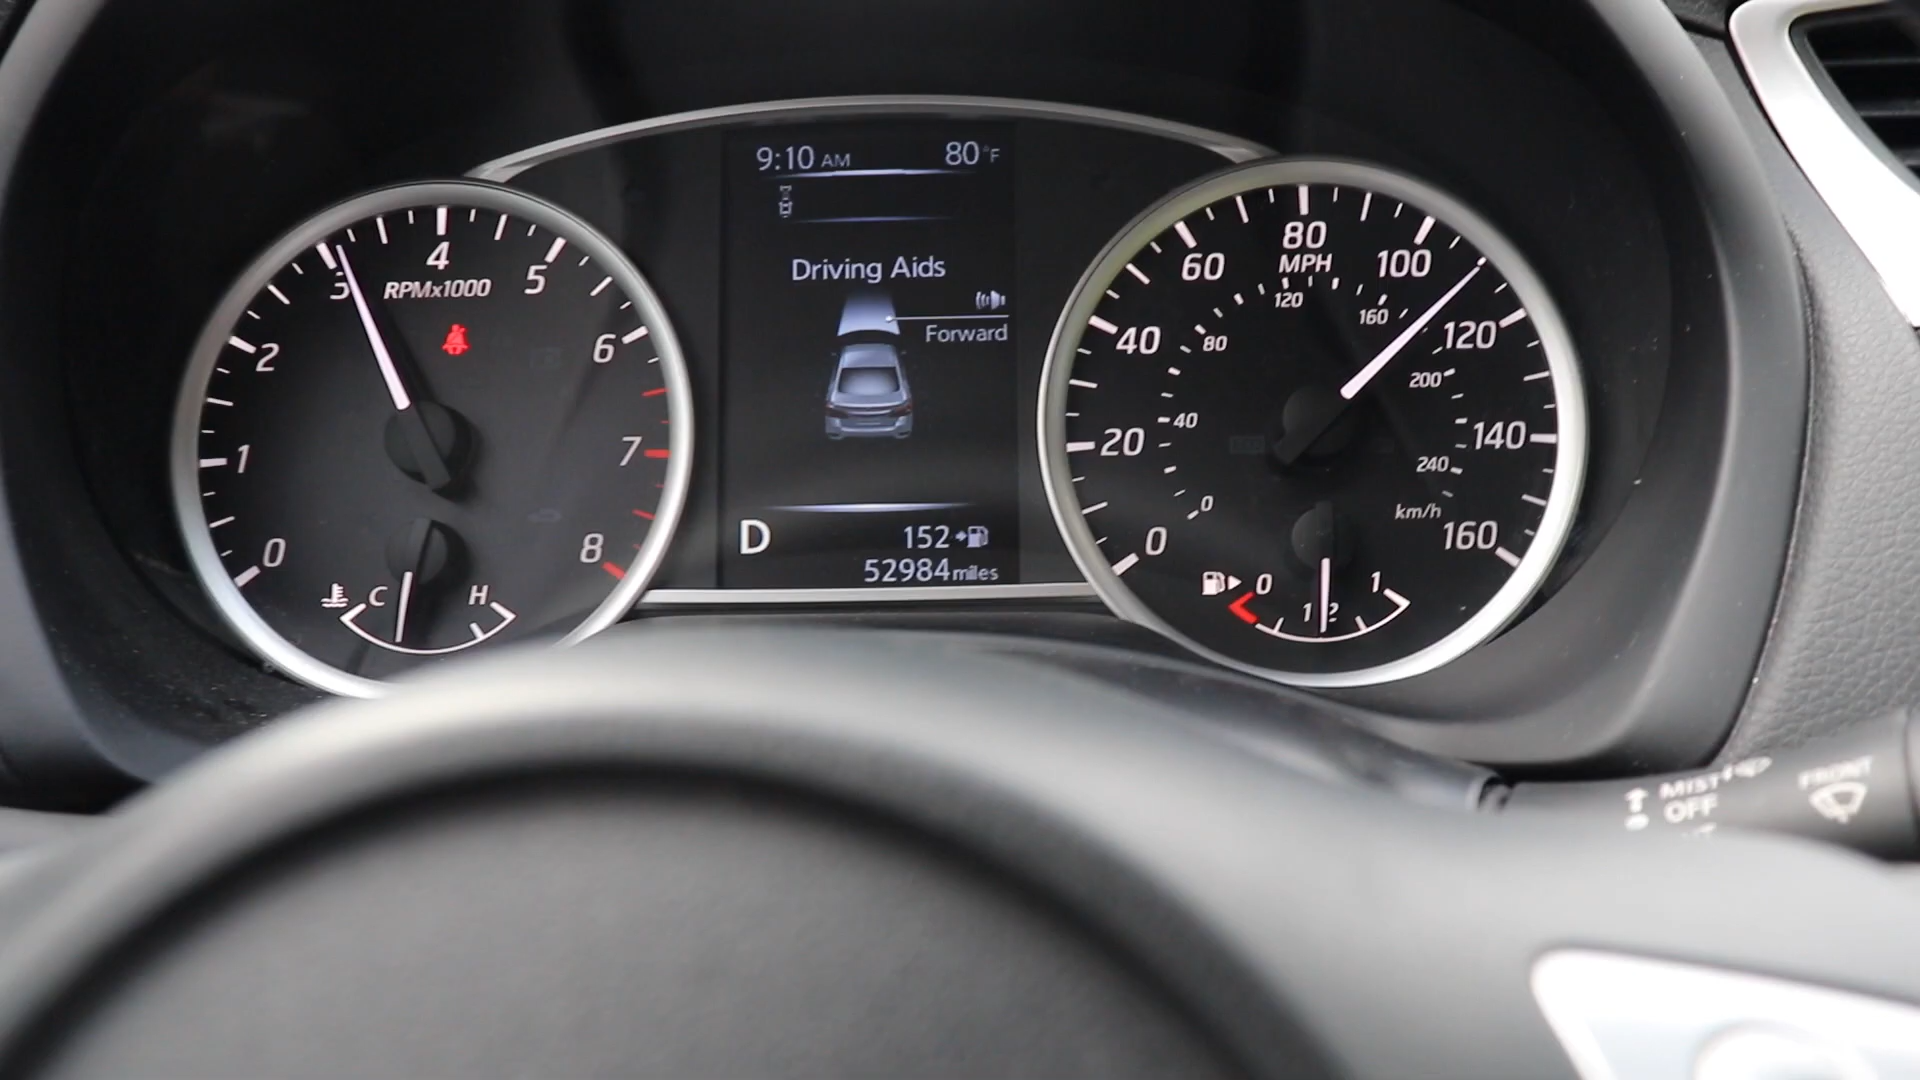 9:10 AM 80°F
Driving Aids
Forward
D 152
52984 miles
0 1 2 3 4 5 6 7 8
RPMx1000
C H
0 20 40 60 80 100 120 140 160
MPH
0 40 80 120 160 200 240
km/h
0 1
MIST
OFF
FRONT